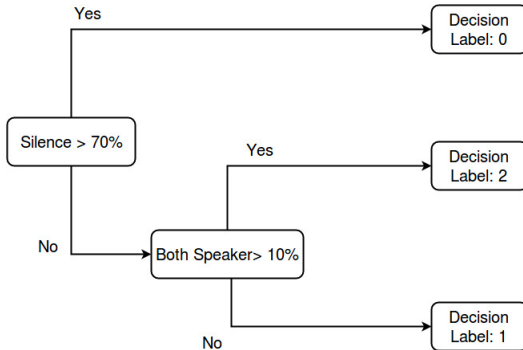 Yes
Decision
Label: 0
Silence > 70%
Yes
Decision
Label: 2
No
Both Speaker> 10%
Decision
Label: 1
No